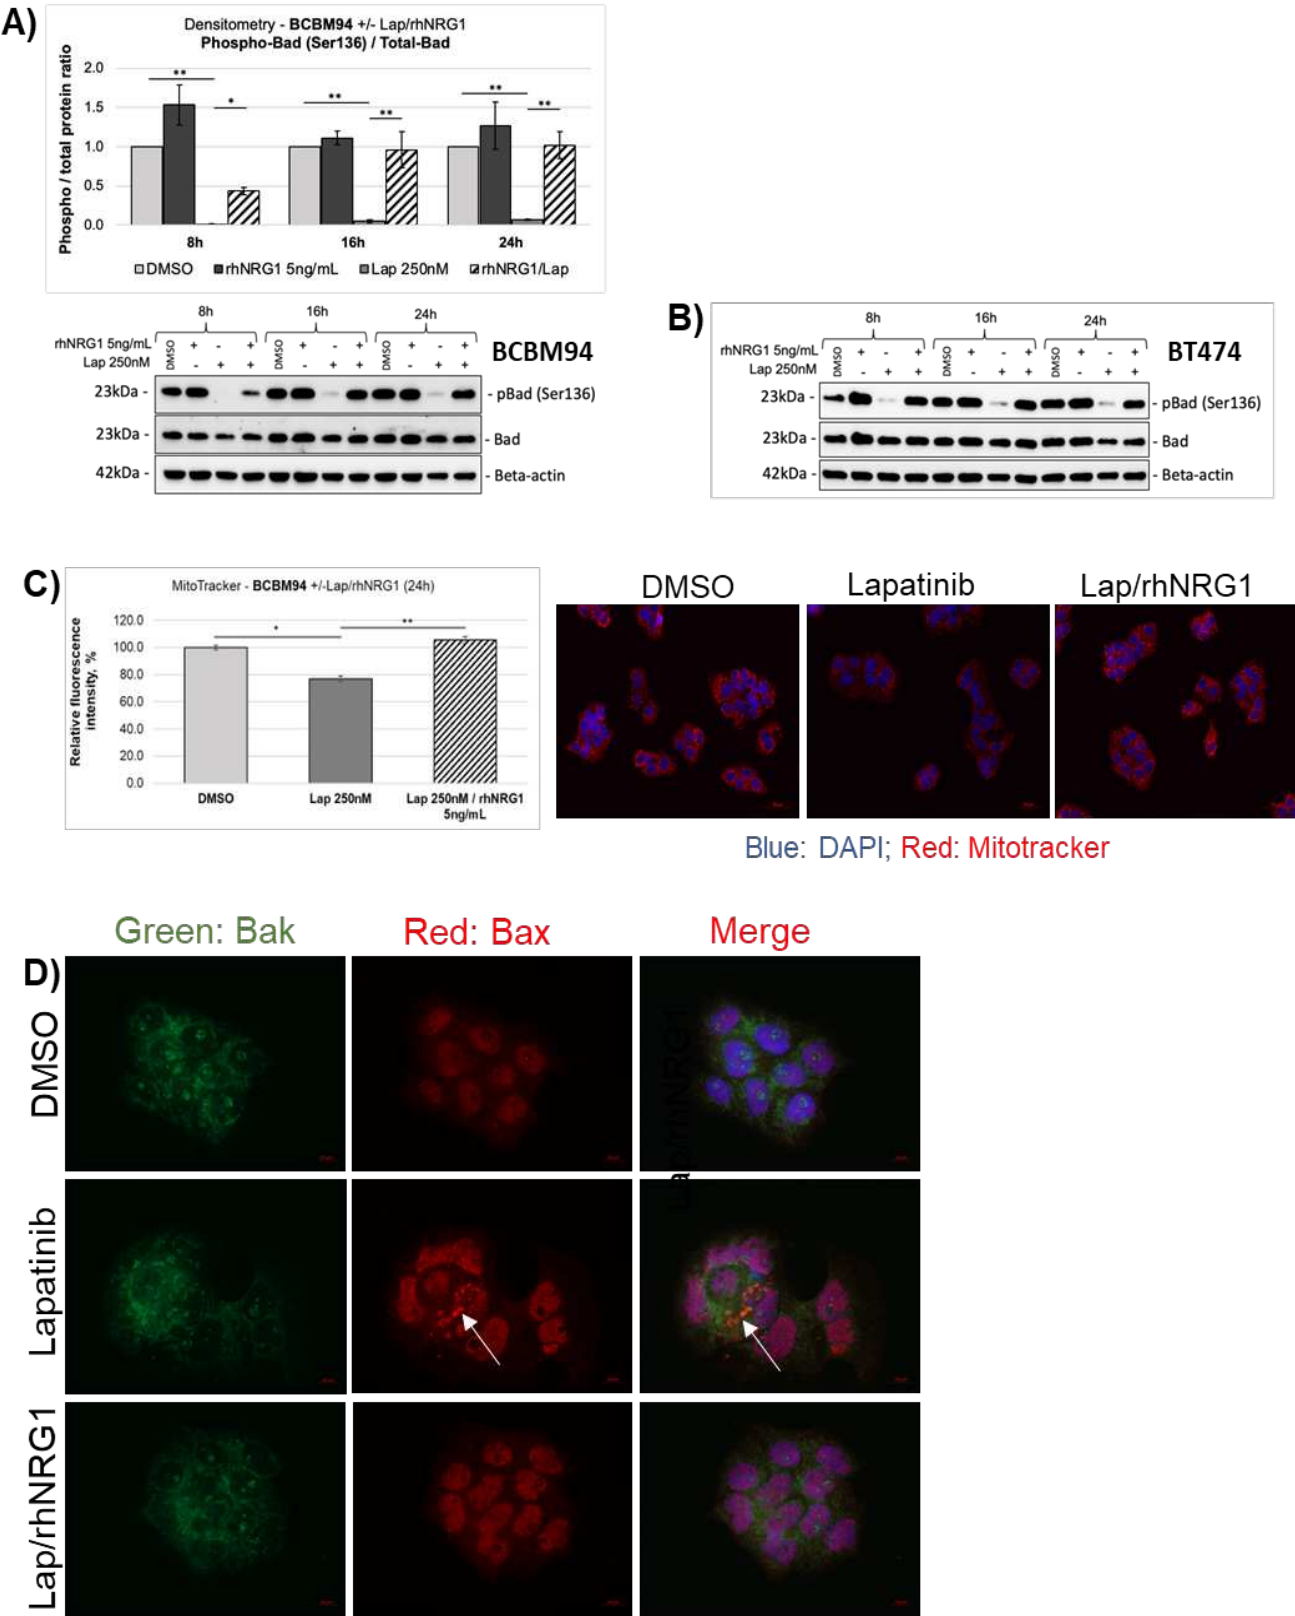 A)
Densitometry - BCBM94 +/- Lap/rhNRG1
Phospho-Bad (Ser136) / Total-Bad
Phospho / total protein ratio
2.0
1.5
1.0
0.5
0.0
**
*
**
**
**
**
8h 16h 24h
DMSO rhNRG1 5ng/mL Lap 250nM rhNRG1/Lap
8h 16h 24h
rhNRG1 5ng/mL DMSO + - + DMSO + - + DMSO + - +
Lap 250nM - + + - + + - + +
BCBM94
23kDa - - pBad (Ser136)
23kDa - - Bad
42kDa - - Beta-actin
B)
8h 16h 24h
rhNRG1 5ng/mL DMSO + - + DMSO + - + DMSO + - +
Lap 250nM - + + - + + - + +
BT474
23kDa - - pBad (Ser136)
23kDa - - Bad
42kDa - - Beta-actin
C)
MitoTracker - BCBM94 +/-Lap/rhNRG1 (24h)
Relative fluorescence
intensity, %
120.0
100.0
80.0
60.0
40.0
20.0
0.0
*
**
DMSO Lap 250nM Lap 250nM / rhNRG1
5ng/mL
DMSO Lapatinib Lap/rhNRG1
Blue: DAPI; Red: Mitotracker
Green: Bak Red: Bax Merge
D)
DMSO
Lap/rhNRG1
Lapatinib
Lap/rhNRG1